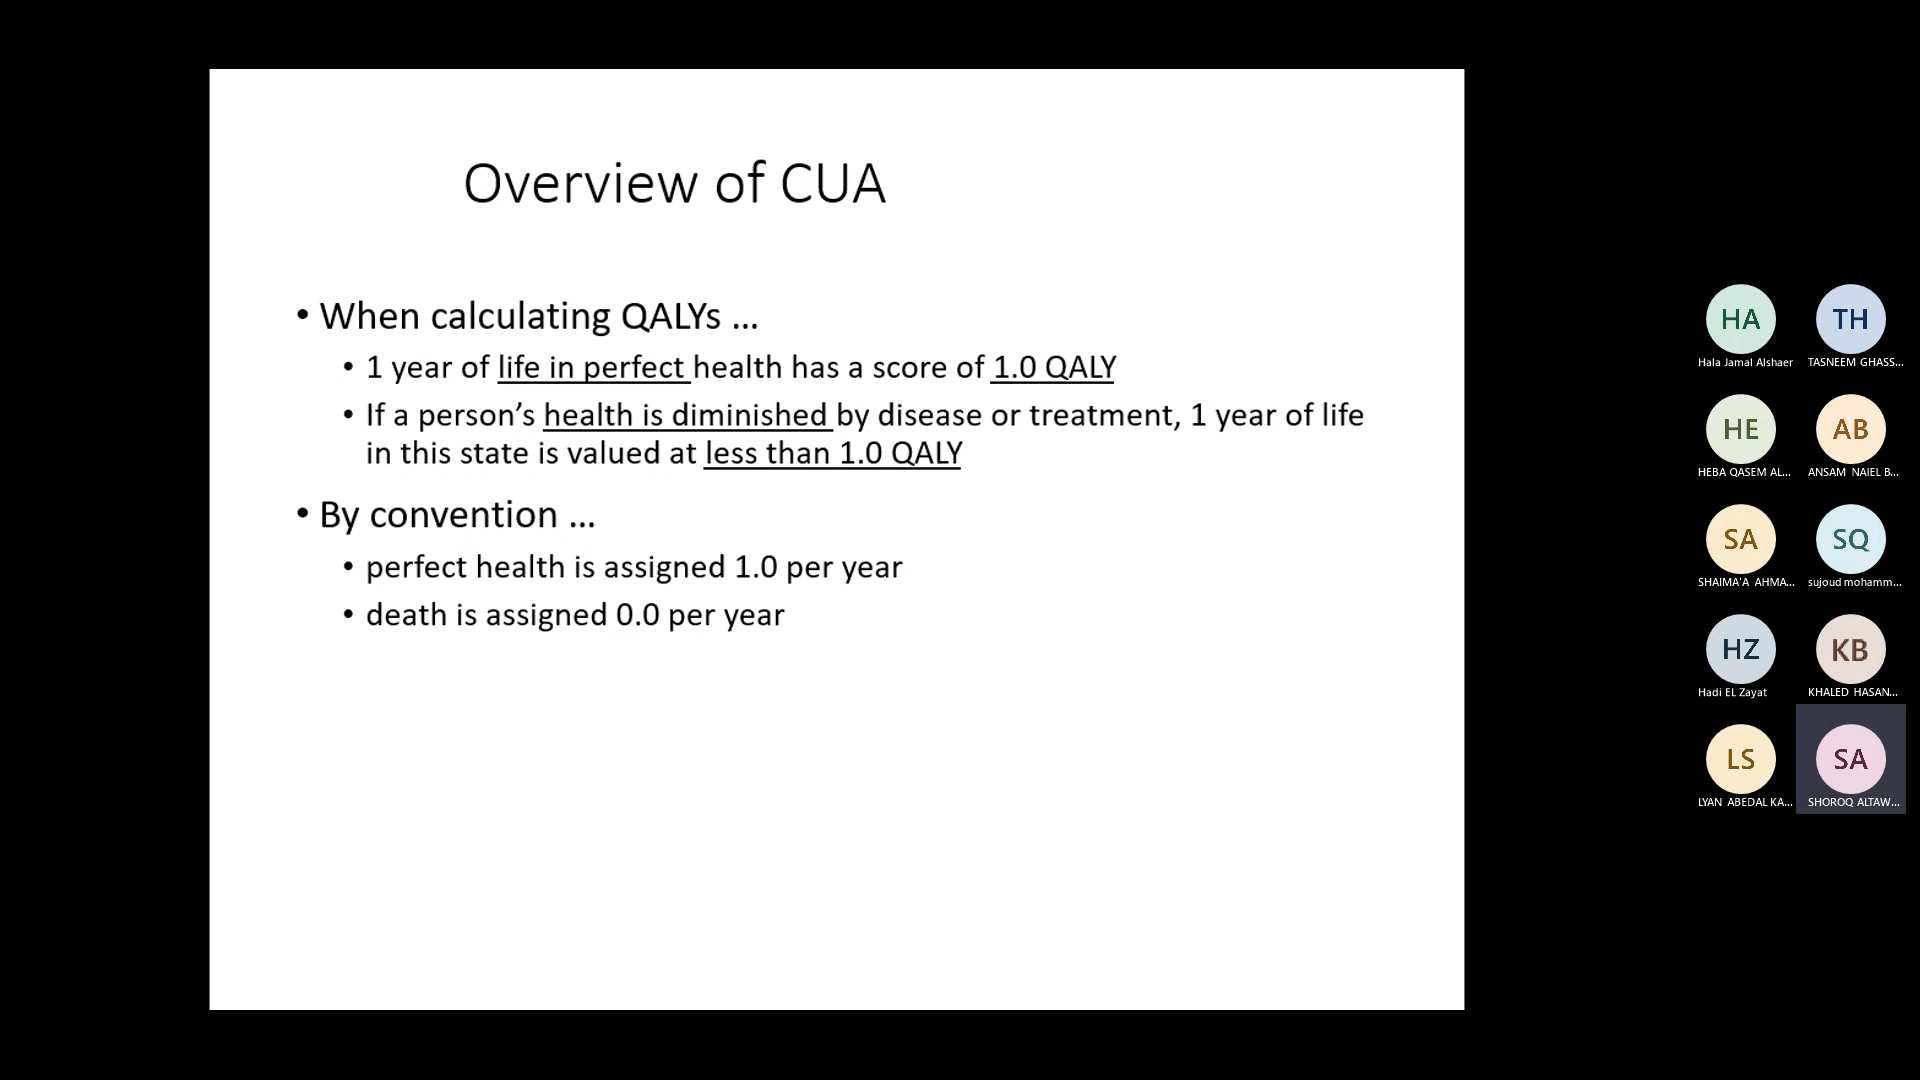 Overview of CUA
• When calculating QALYs ...
• 1 year of life in perfect health has a score of 1.0 QALY
• If a person’s health is diminished by disease or treatment, 1 year of life
in this state is valued at less than 1.0 QALY
• By convention ...
• perfect health is assigned 1.0 per year
• death is assigned 0.0 per year
HA
TH
Hala Jamal Alshaer
TASNEEM GHASS...
HE
AB
HEBA QASEM AL...
ANSAM NAIEL B...
SA
SQ
SHAIMA'A AHMA...
sujoud mohamm...
HZ
KB
Hadi EL Zayat
KHALED HASAN...
LS
SA
LYAN ABEDAL KA...
SHOROQ ALTAW...